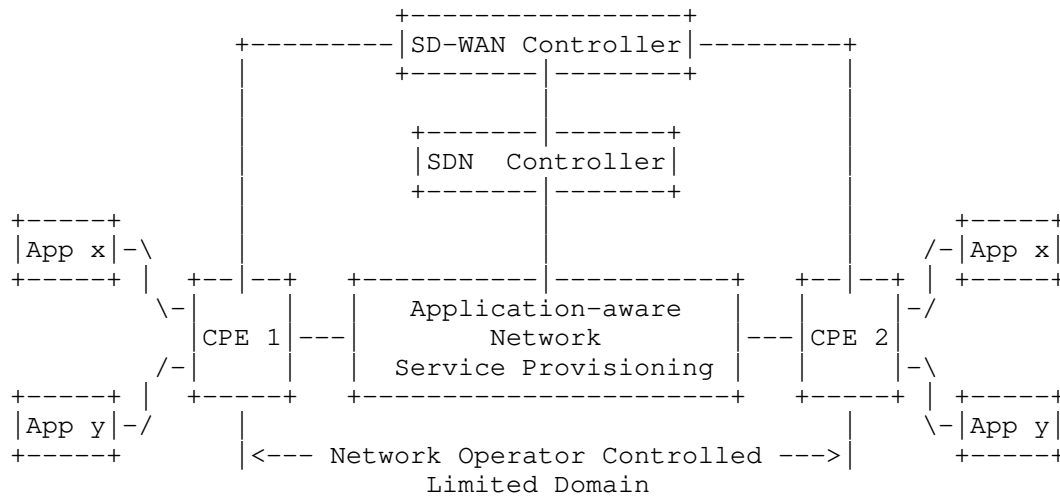 SD-WAN Controller
SDN  Controller
App x
App x
Application-aware
CPE 1
Network
CPE 2
Service Provisioning
App y
App y
<--- Network Operator Controlled --->
Limited Domain